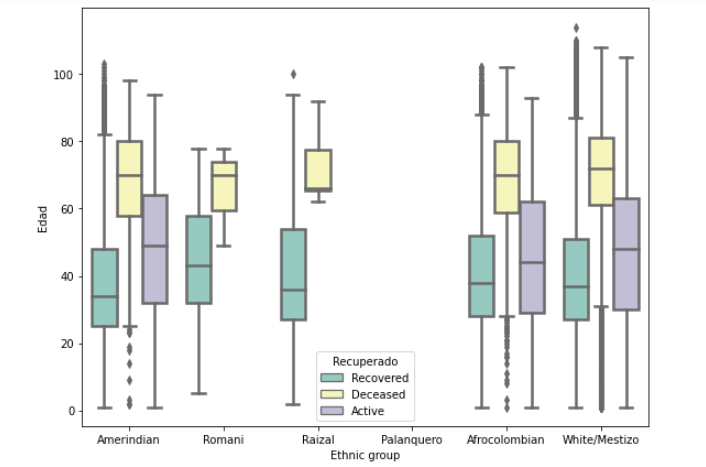 100
80
60
40
20
0
Edad
Recuperado
Recovered
Deceased
Active
Amerindian Romani Raizal Palanquero Afrocolombian White/Mestizo
Ethnic group